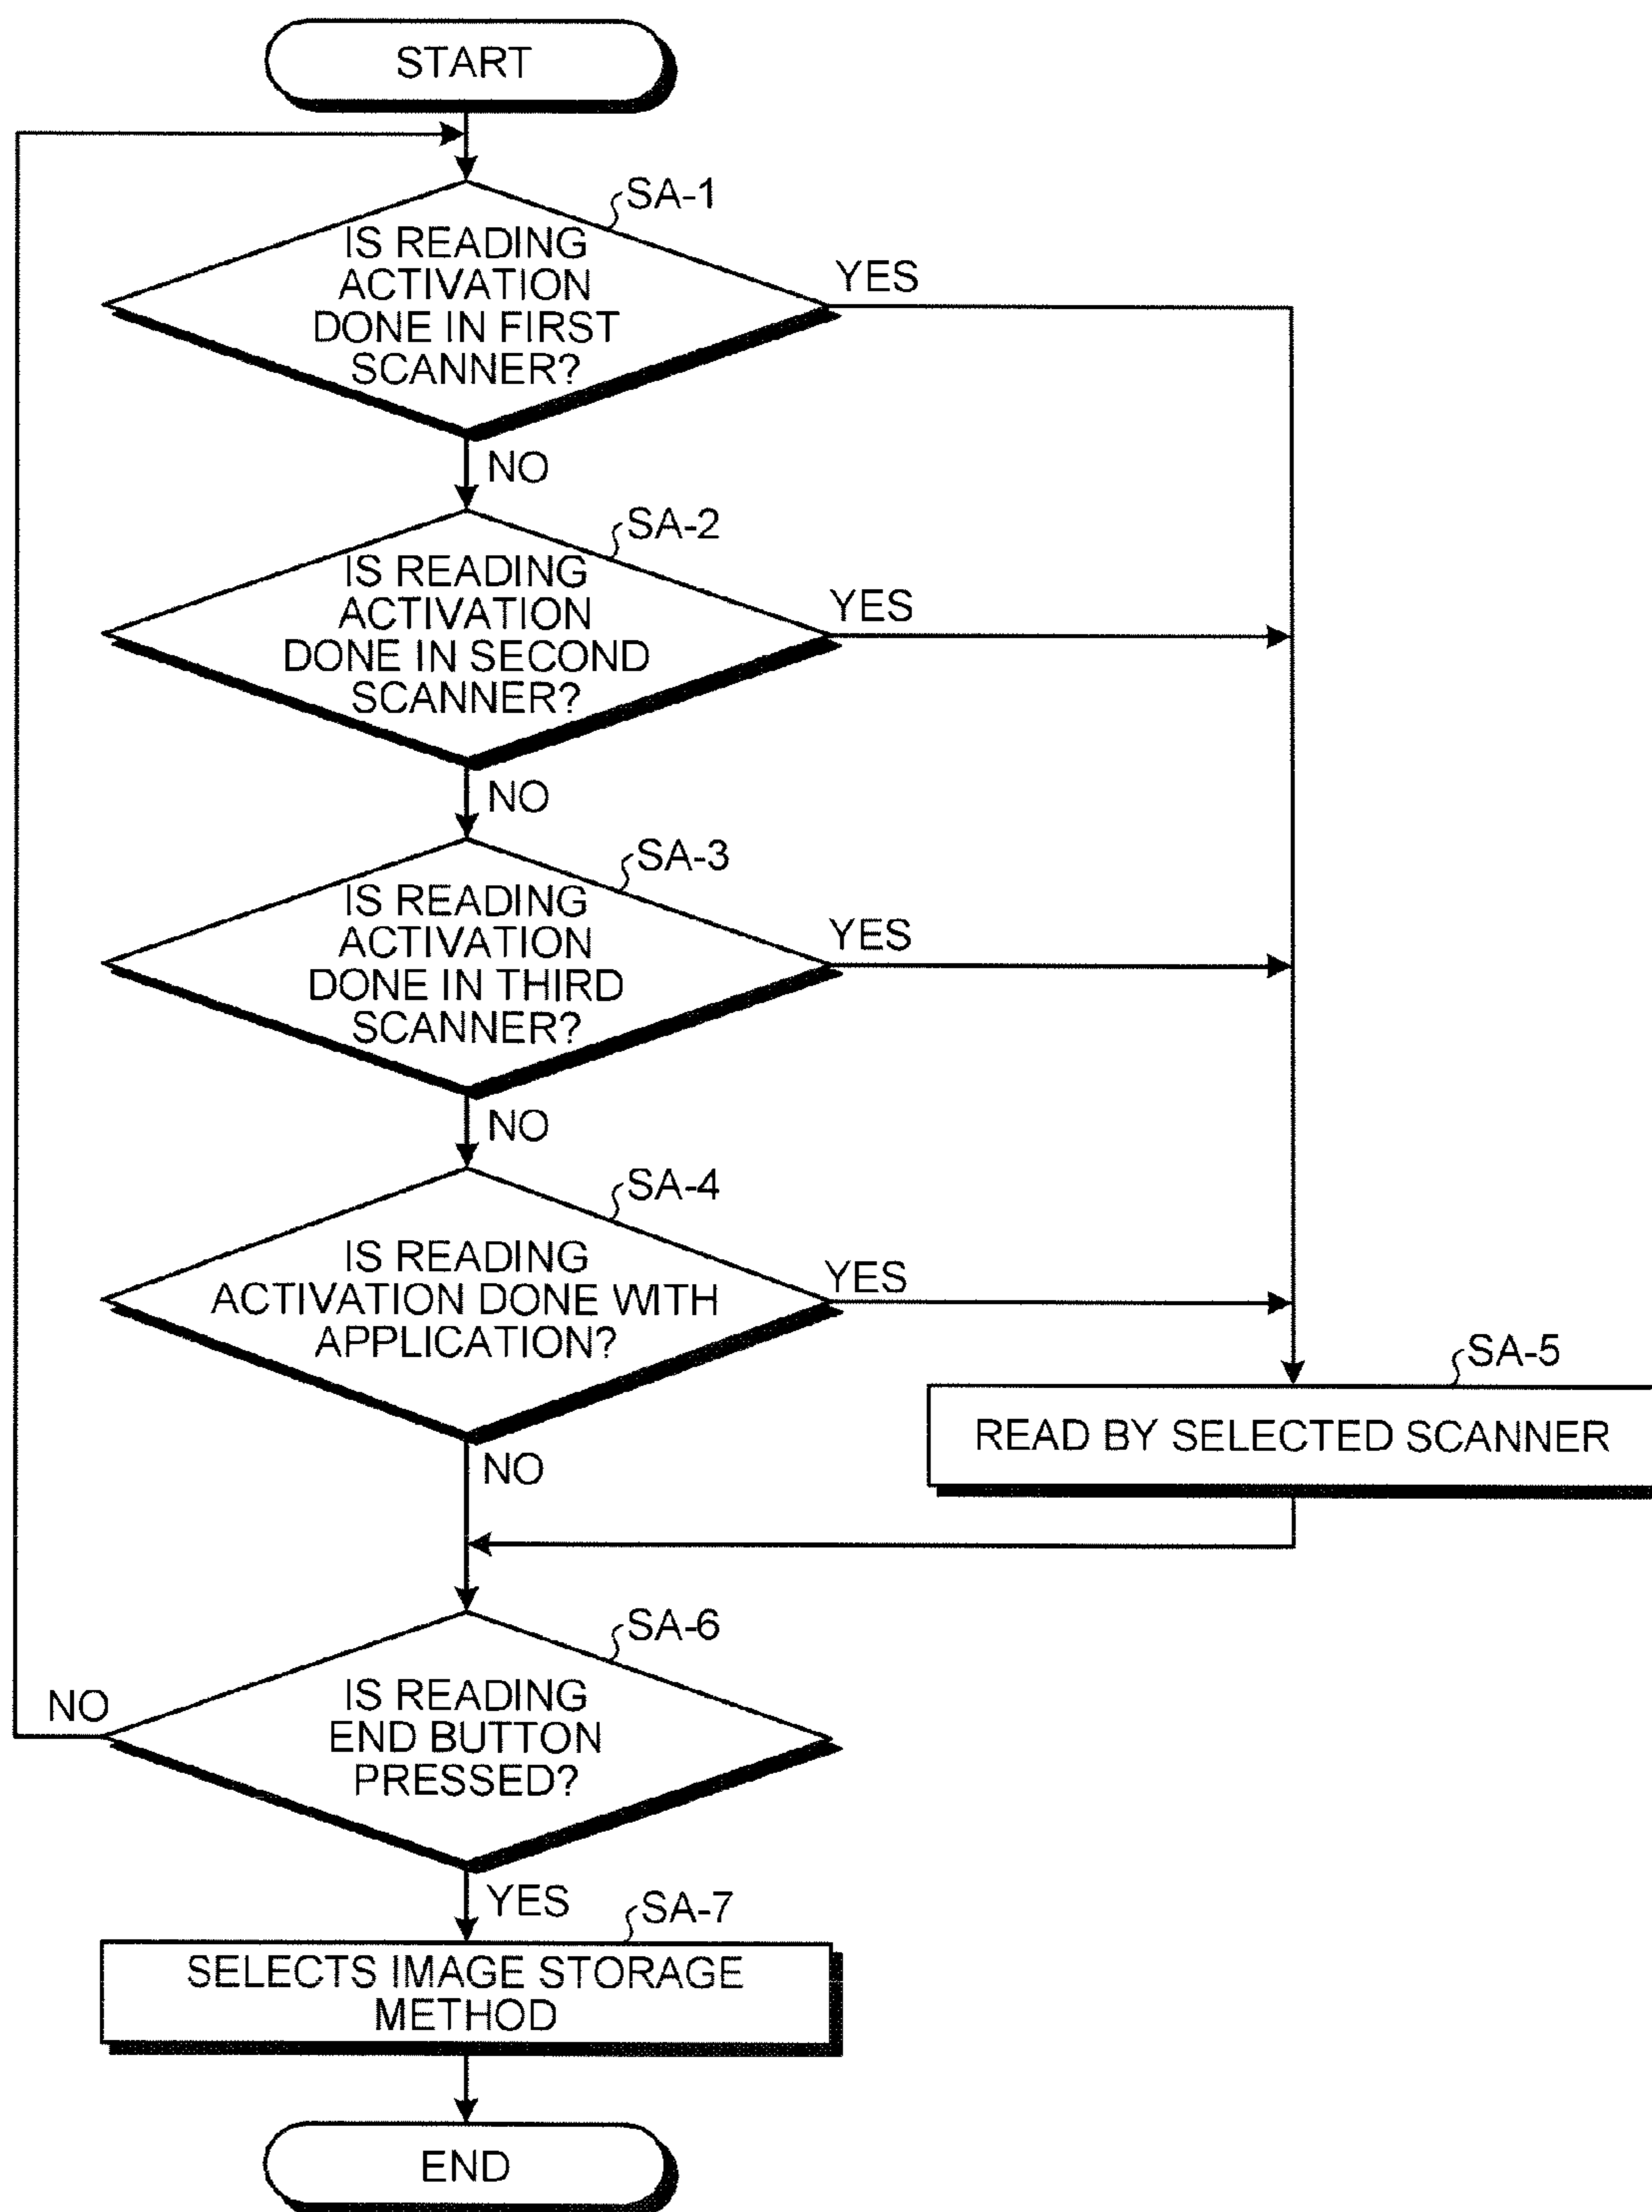 START
SA-1
IS READING
ACTIVATION
DONE IN FIRST
SCANNER?
YES
NO
SA-2
IS READING
ACTIVATION
DONE IN SECOND
SCANNER?
YES
NO
SA-3
IS READING
ACTIVATION
DONE IN THIRD
SCANNER?
YES
NO
SA-4
IS READING
ACTIVATION DONE WITH
APPLICATION?
YES
NO
SA-5
READ BY SELECTED SCANNER
SA-6
IS READING
END BUTTON
PRESSED?
NO
YES
SA-7
SELECTS IMAGE STORAGE
METHOD
END